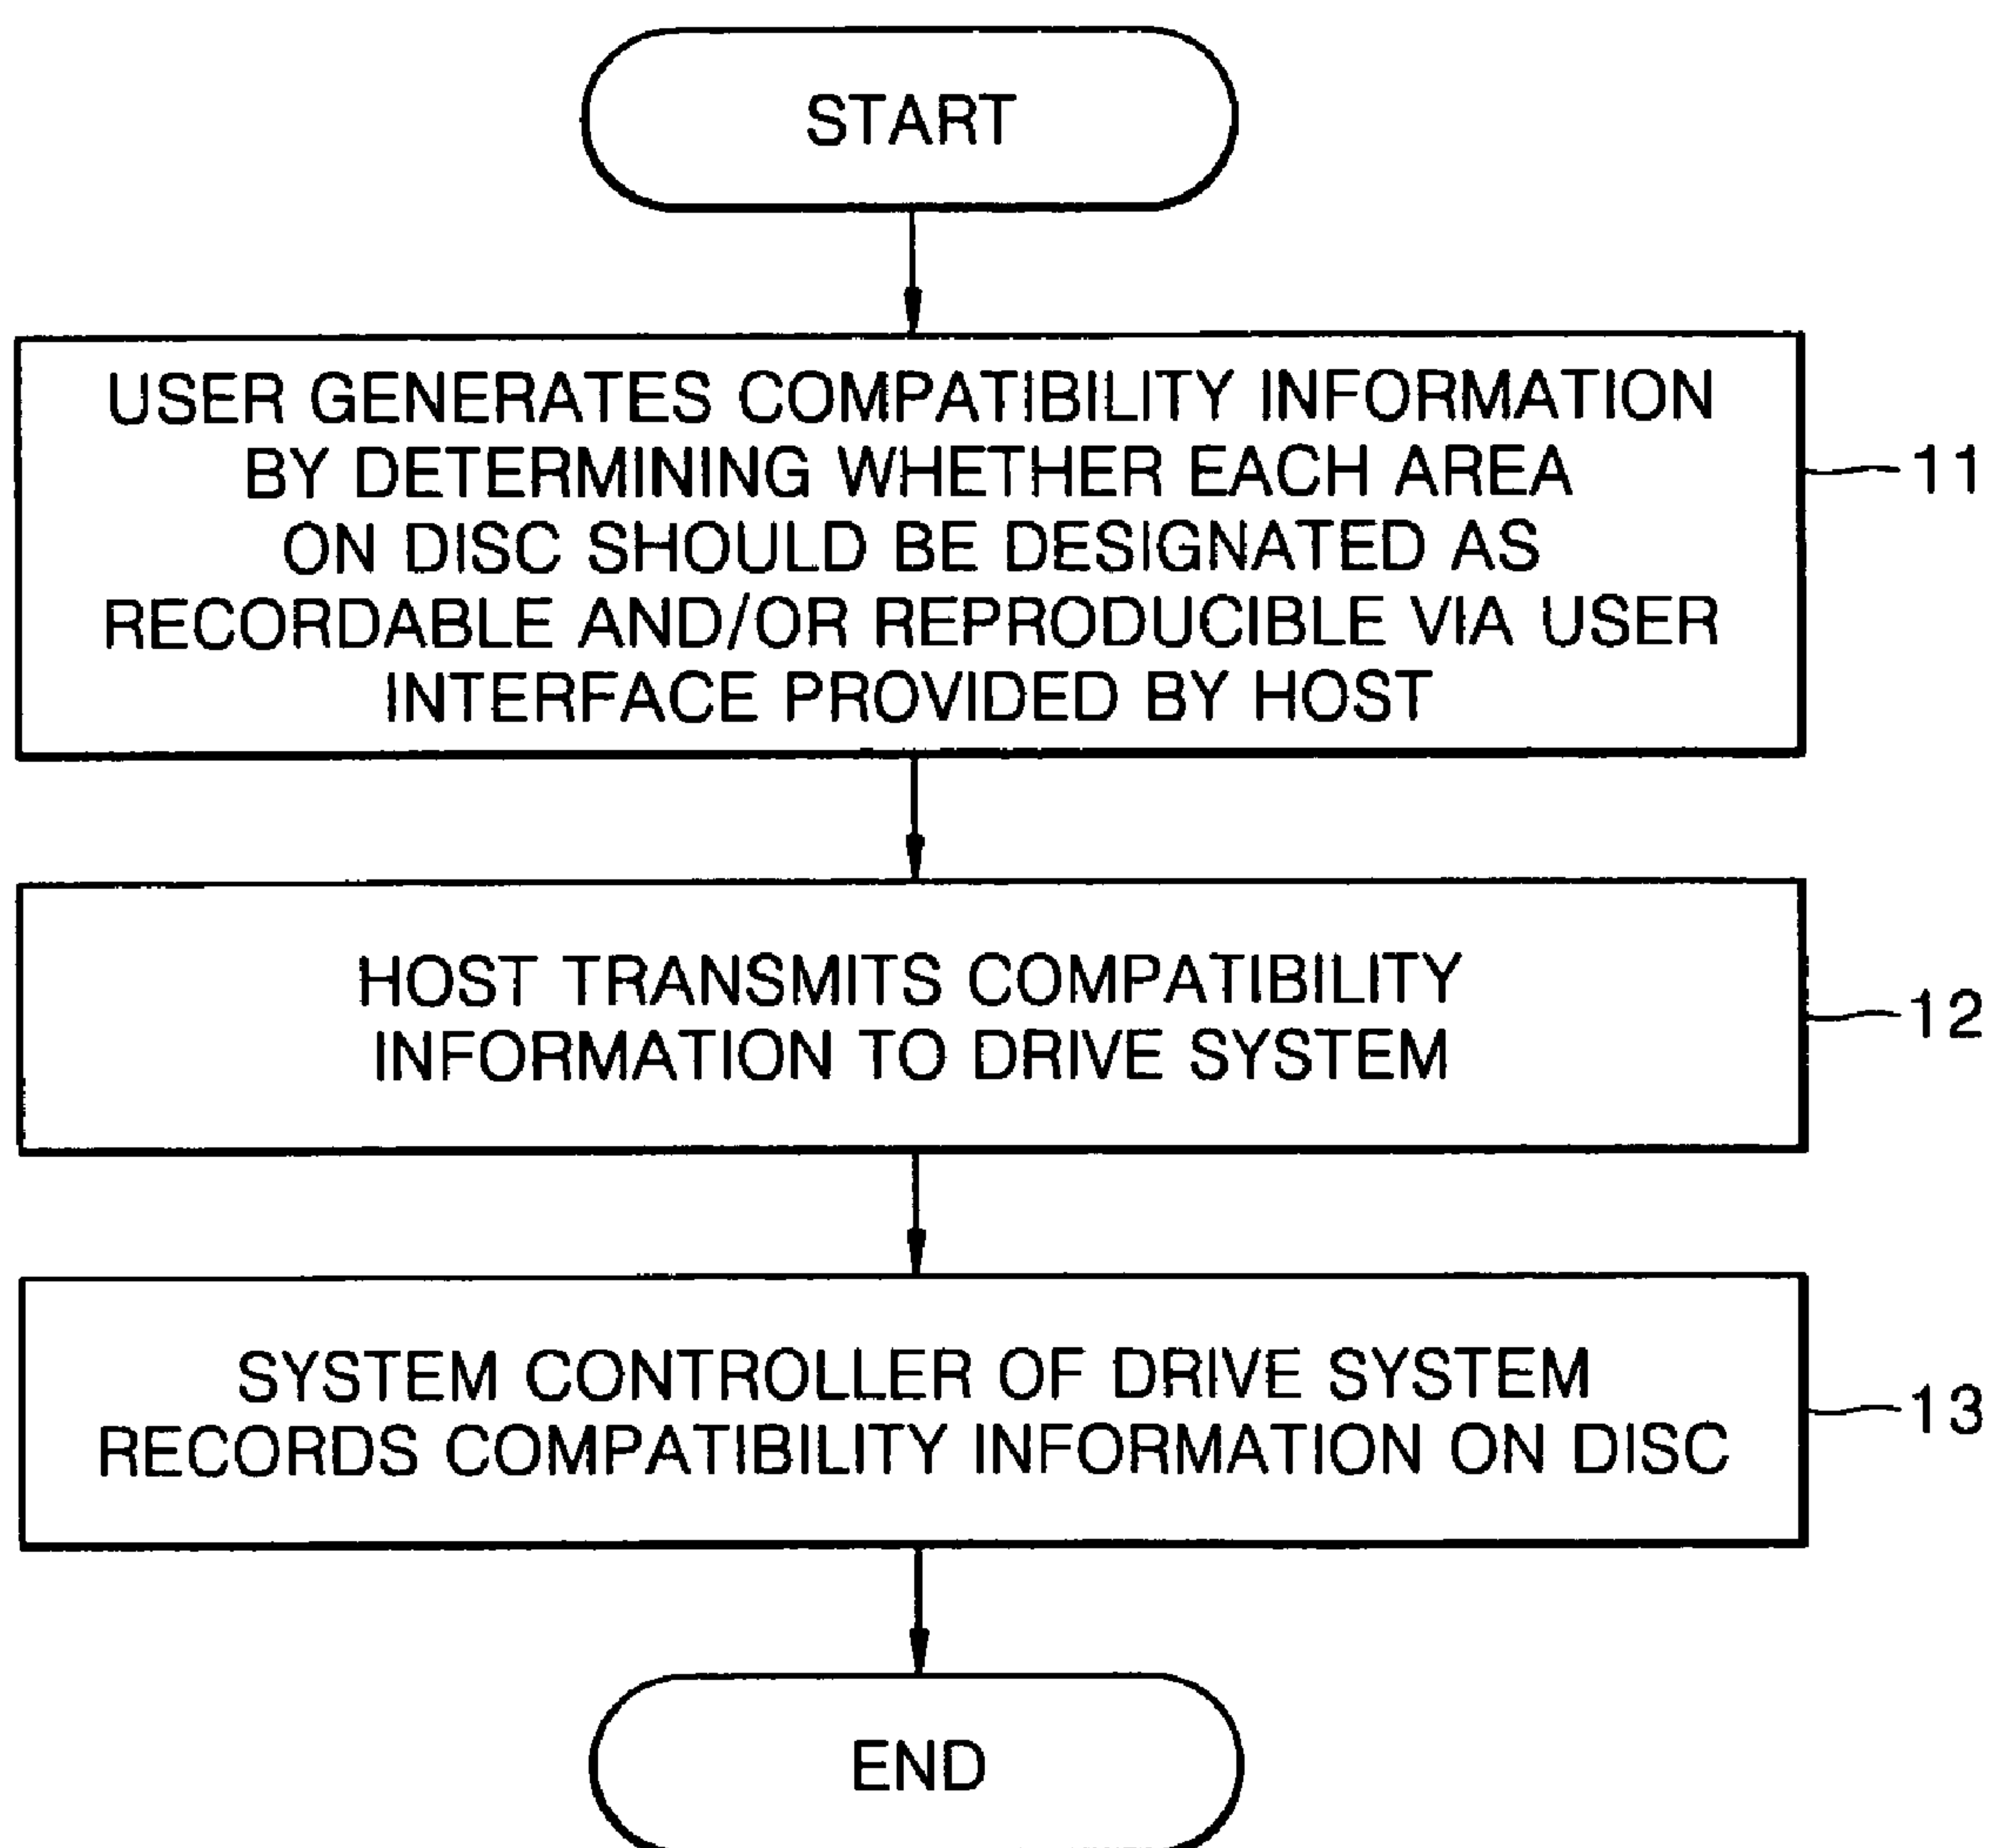 START
USER GENERATES COMPATIBILITY INFORMATION
BY DETERMINING WHETHER EACH AREA
ON DISC SHOULD BE DESIGNATED AS
RECORDABLE AND/OR REPRODUCIBLE VIA USER
INTERFACE PROVIDED BY HOST
11
HOST TRANSMITS COMPATIBILITY
INFORMATION TO DRIVE SYSTEM
12
SYSTEM CONTROLLER OF DRIVE SYSTEM
RECORDS COMPATIBILITY INFORMATION ON DISC
13
END